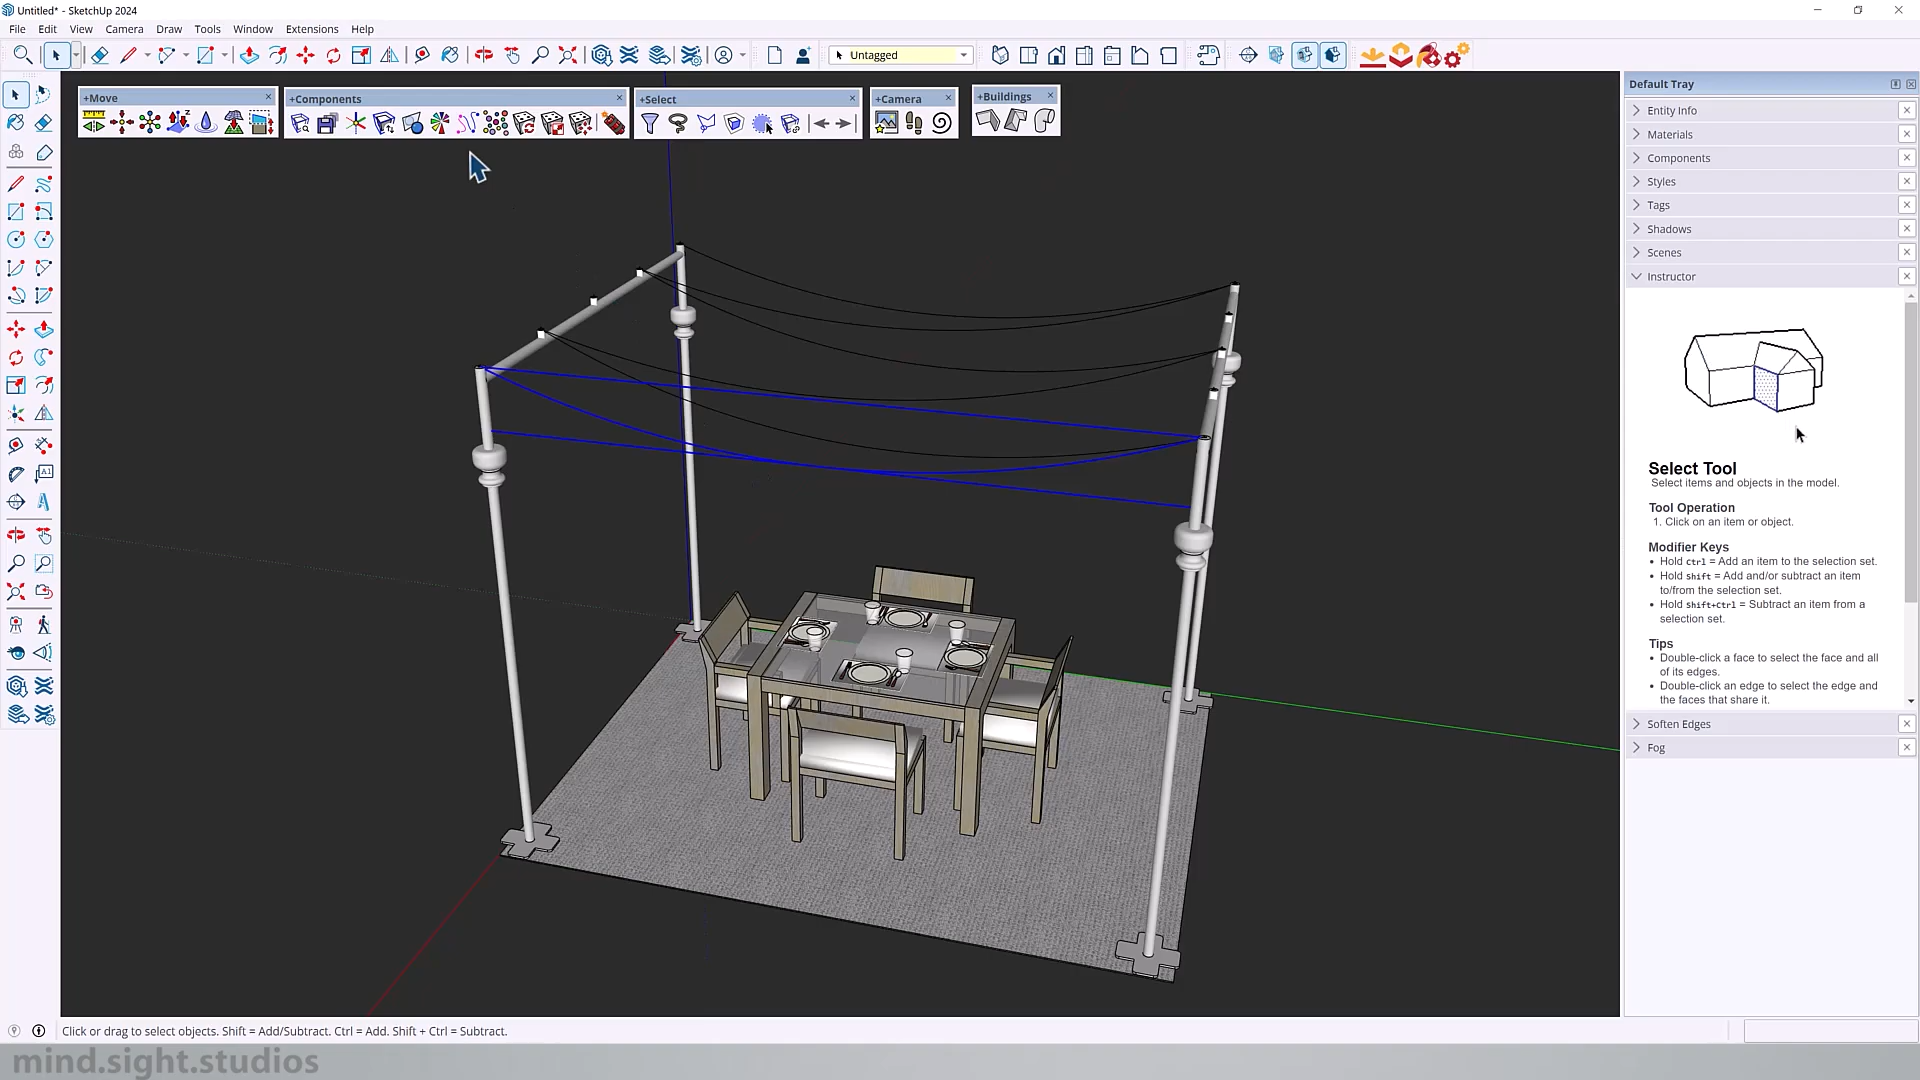 Untitled* - SketchUp 2024
File Edit View Camera Draw Tools Window Extensions Help
Untagged
+Move
+Components
+Select
+Camera
+Buildings
Default Tray
Entity Info
Materials
Components
Styles
Tags
Shadows
Scenes
Instructor
Select Tool
Select items and objects in the model.
Tool Operation
1. Click on an item or object.
Modifier Keys
• Hold Ctrl = Add an item to the selection set.
• Hold Shift = Add and/or subtract an item
to/from the selection set.
• Hold Shift+Ctrl = Subtract an item from a
selection set.
Tips
• Double-click a face to select the face and all
of its edges.
• Double-click an edge to select the edge and
the faces that share it.
Soften Edges
Fog
Click or drag to select objects. Shift = Add/Subtract. Ctrl = Add. Shift + Ctrl = Subtract.
mind.sight.studios